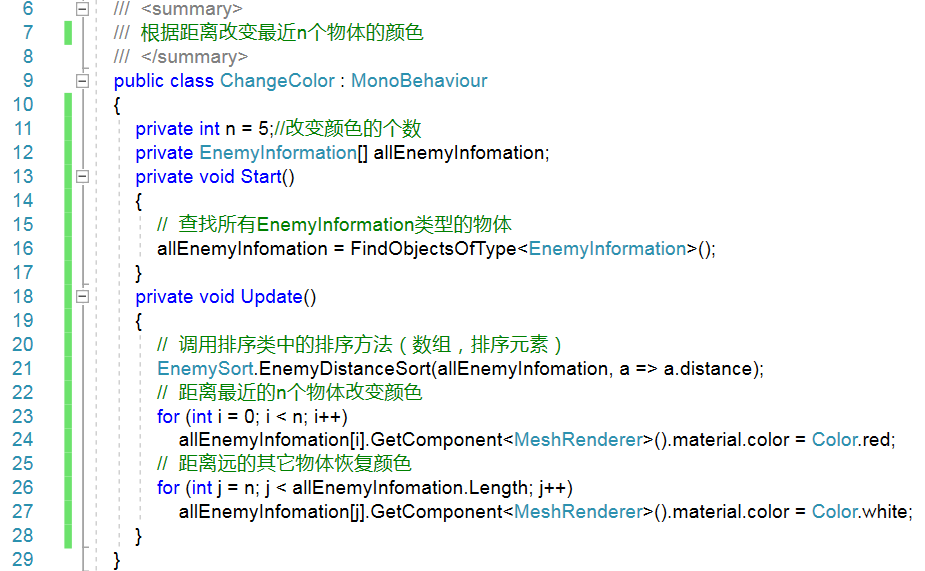 6 /// <summary>
7 /// 根据距离改变最近n个物体的颜色
8 /// </summary>
9 public class ChangeColor : MonoBehaviour
10 {
11 private int n = 5;//改变颜色的个数
12 private EnemyInformation[] allEnemyInfomation;
13 private void Start()
14 {
15 // 查找所有EnemyInformation类型的物体
16 allEnemyInfomation = FindObjectsOfType<EnemyInformation>();
17 }
18 private void Update()
19 {
20 // 调用排序类中的排序方法（数组，排序元素）
21 EnemySort.EnemyDistanceSort(allEnemyInfomation, a => a.distance);
22 // 距离最近的n个物体改变颜色
23 for (int i = 0; i < n; i++)
24 allEnemyInfomation[i].GetComponent<MeshRenderer>().material.color = Color.red;
25 // 距离远的其它物体恢复颜色
26 for (int j = n; j < allEnemyInfomation.Length; j++)
27 allEnemyInfomation[j].GetComponent<MeshRenderer>().material.color = Color.white;
28 }
29 }